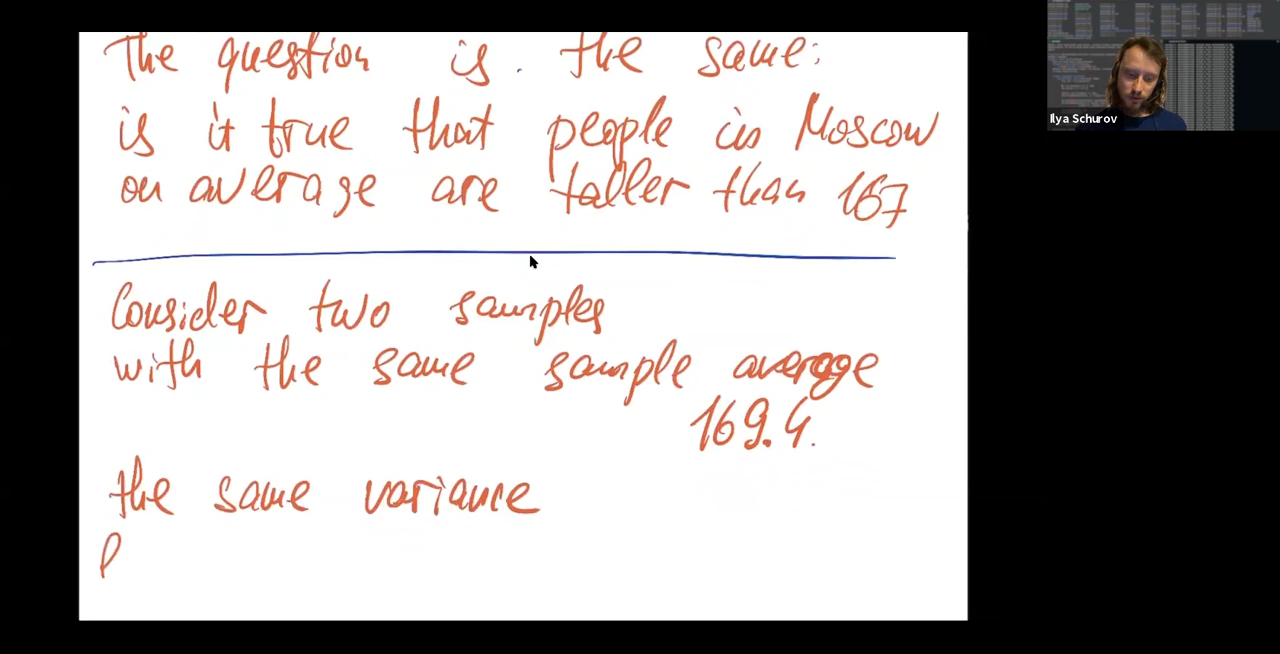 The question is the same:
is it true that people in Moscow
on average are taller than 167
Consider two samples
with the same sample average
169.4.
the same variance
Ilya Schurov